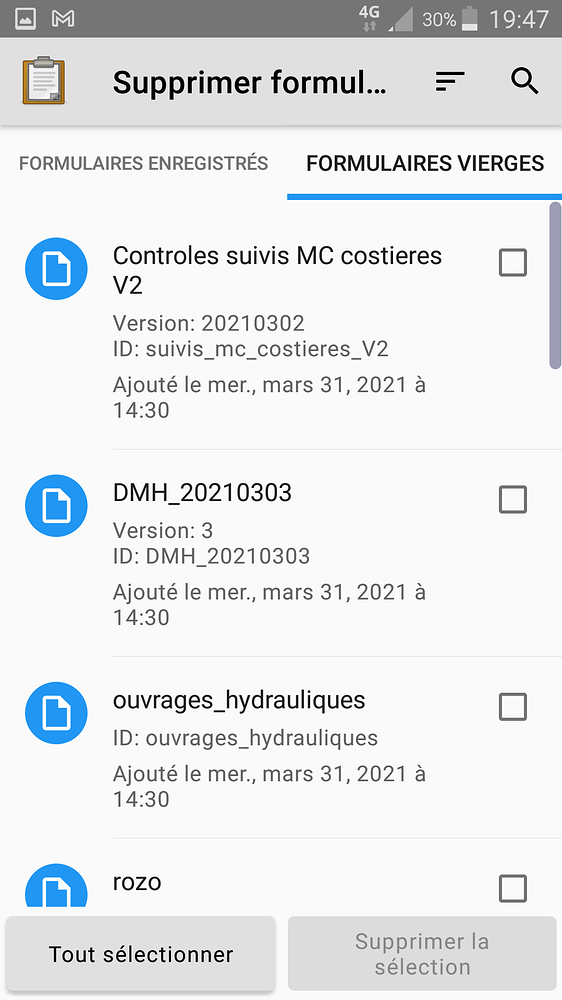 4G 30% 19:47
Supprimer formul...
FORMULAIRES ENREGISTRÉS FORMULAIRES VIERGES
Controles suivis MC costieres
V2
Version: 20210302
ID: suivis_mc_costieres_V2
Ajouté le mer., mars 31, 2021 à
14:30
DMH_20210303
Version: 3
ID: DMH_20210303
Ajouté le mer., mars 31, 2021 à
14:30
ouvrages_hydrauliques
ID: ouvrages_hydrauliques
Ajouté le mer., mars 31, 2021 à
14:30
rozo
Tout sélectionner
Supprimer la
sélection